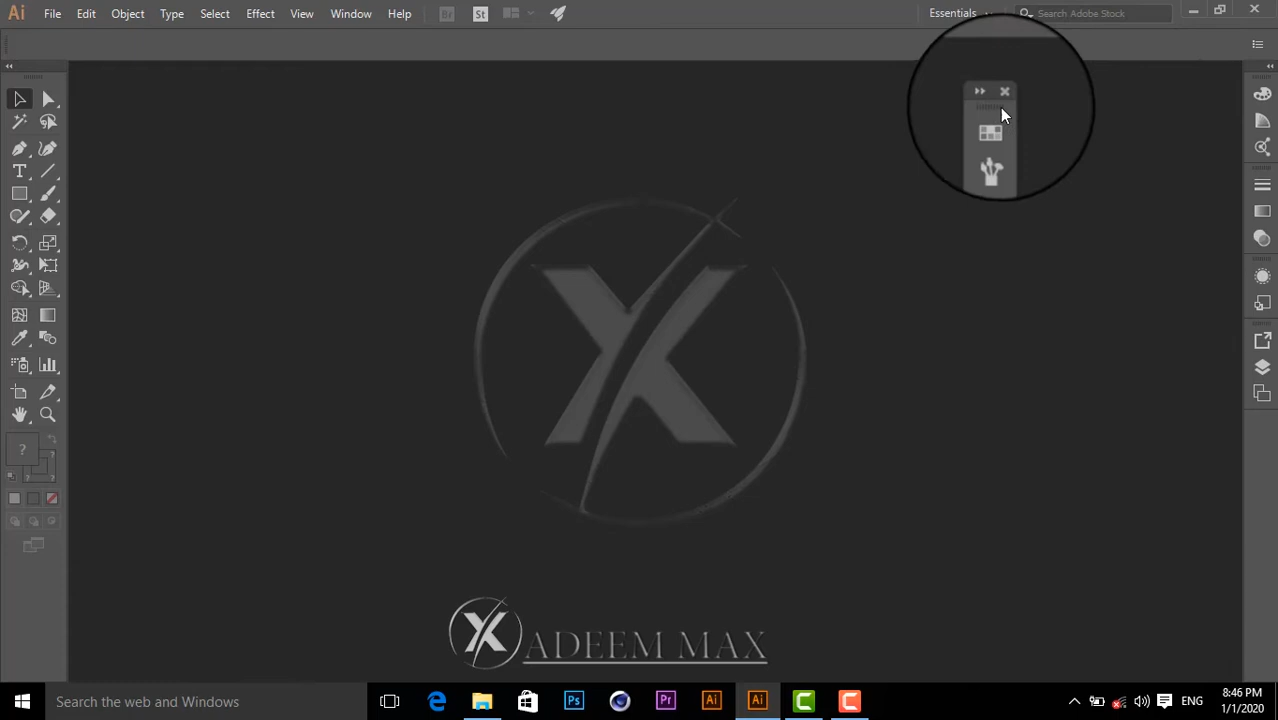 Ai File Edit Object Type Select Effect View Window Help Br St Essentials Search Adobe Stock
T
?
?
? ?
X
X ADEEM MAX
Search the web and Windows
Ps Pr Ai Ai
ENG
8:46 PM
1/1/2020